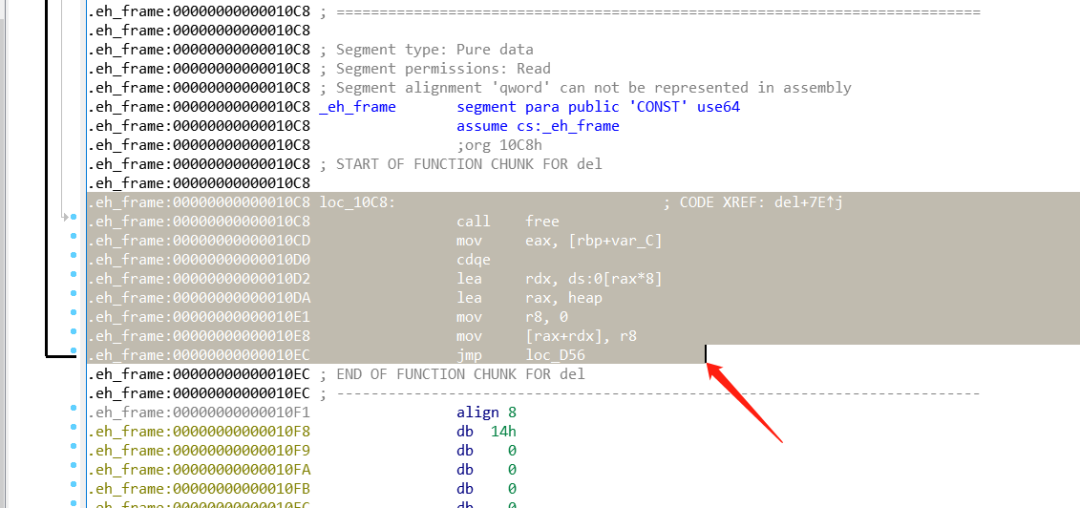 .eh_frame:00000000000010C8 ; ===========================================================================
.eh_frame:00000000000010C8
.eh_frame:00000000000010C8 ; Segment type: Pure data
.eh_frame:00000000000010C8 ; Segment permissions: Read
.eh_frame:00000000000010C8 ; Segment alignment 'qword' can not be represented in assembly
.eh_frame:00000000000010C8 _eh_frame segment para public 'CONST' use64
.eh_frame:00000000000010C8 assume cs:_eh_frame
.eh_frame:00000000000010C8 ;org 10C8h
.eh_frame:00000000000010C8 ; START OF FUNCTION CHUNK FOR del
.eh_frame:00000000000010C8
.eh_frame:00000000000010C8 loc_10C8: ; CODE XREF: del+7E↑j
.eh_frame:00000000000010C8 call free
.eh_frame:00000000000010CD mov eax, [rbp+var_C]
.eh_frame:00000000000010D0 cdqe
.eh_frame:00000000000010D2 lea rdx, ds:0[rax*8]
.eh_frame:00000000000010DA lea rax, heap
.eh_frame:00000000000010E1 mov r8, 0
.eh_frame:00000000000010E8 mov [rax+rdx], r8
.eh_frame:00000000000010EC jmp loc_D56
.eh_frame:00000000000010EC ; END OF FUNCTION CHUNK FOR del
.eh_frame:00000000000010EC ; ---------------------------------------------------------------------------
.eh_frame:00000000000010F1 align 8
.eh_frame:00000000000010F8 db 14h
.eh_frame:00000000000010F9 db 0
.eh_frame:00000000000010FA db 0
.eh_frame:00000000000010FB db 0
.eh_frame:00000000000010FC db 0